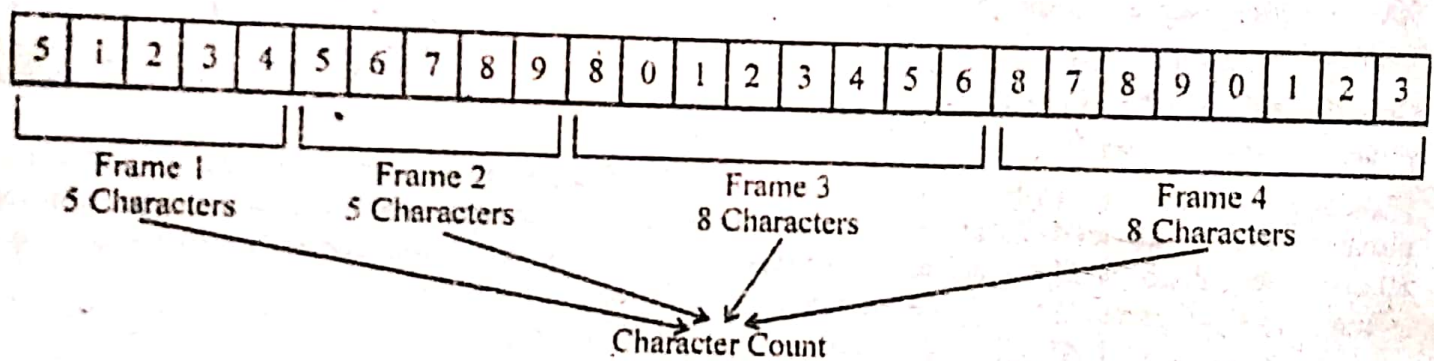 5 1 2 3 4 5 6 7 8 9 8 0 1 2 3 4 5 6 8 7 8 9 0 1 2 3
Frame 1
5 Characters
Frame 2
5 Characters
Frame 3
8 Characters
Frame 4
8 Characters
Character Count